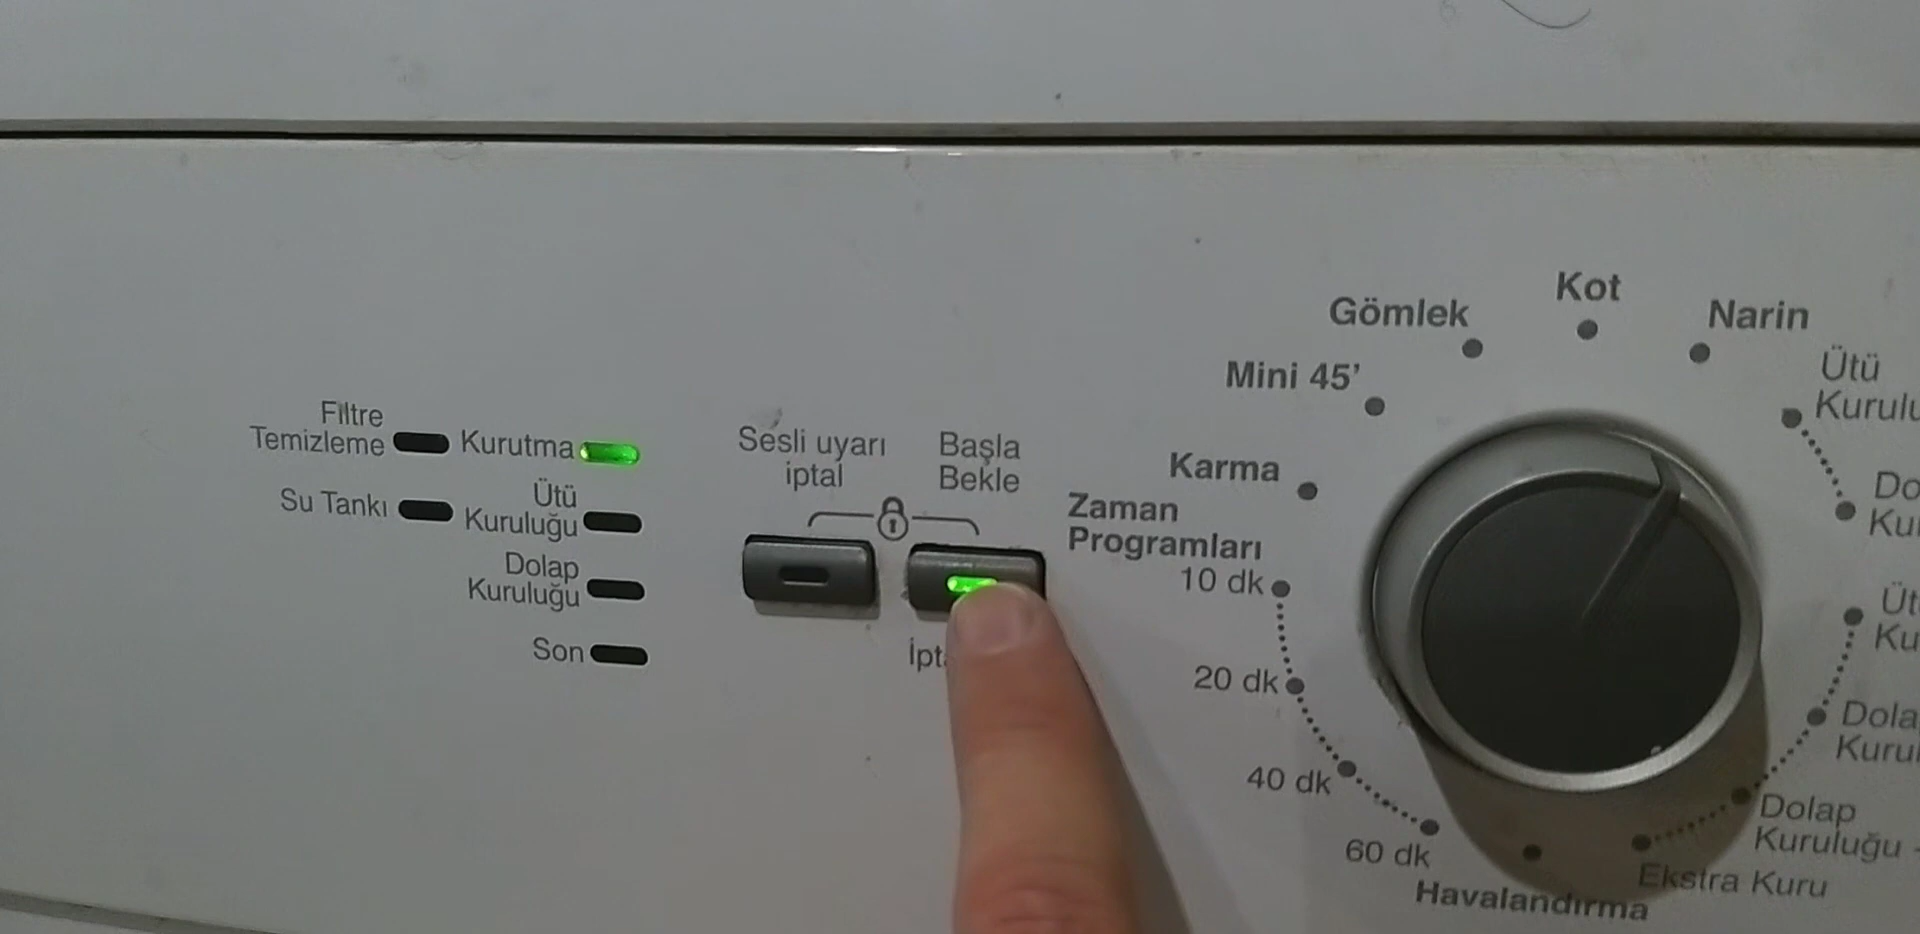 Filtre
Temizleme
Kurutma
Su Tankı
Ütü
Kuruluğu
Dolap
Kuruluğu
Son
Sesli uyarı
iptal
Başla
Bekle
Zaman
Programları
10 dk
20 dk
40 dk
60 dk
Karma
Mini 45’
Gömlek
Kot
Narin
Ütü
Dolap
Kuruluğu -
Ekstra Kuru
Havalandırma